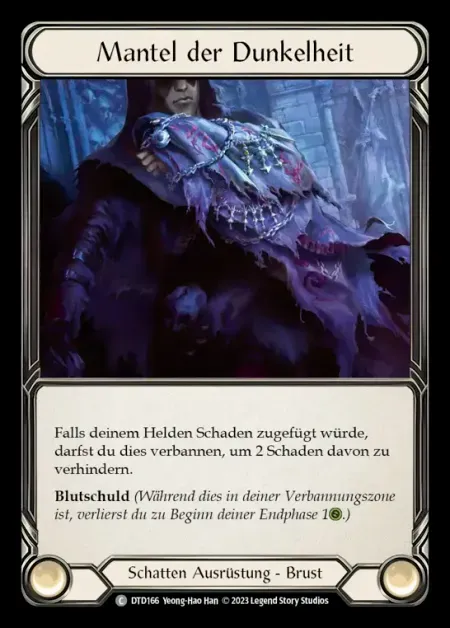 Mantel der Dunkelheit
Falls deinem Helden Schaden zugefügt würde,
darfst du dies verbannen, um 2 Schaden davon zu
verhindern.
Blutschuld (Während dies in deiner Verbannungszone
ist, verlierst du zu Beginn deiner Endphase 1.)
Schatten Ausrüstung - Brust
C DTD166 Yeong-Hao Han © 2023 Legend Story Studios